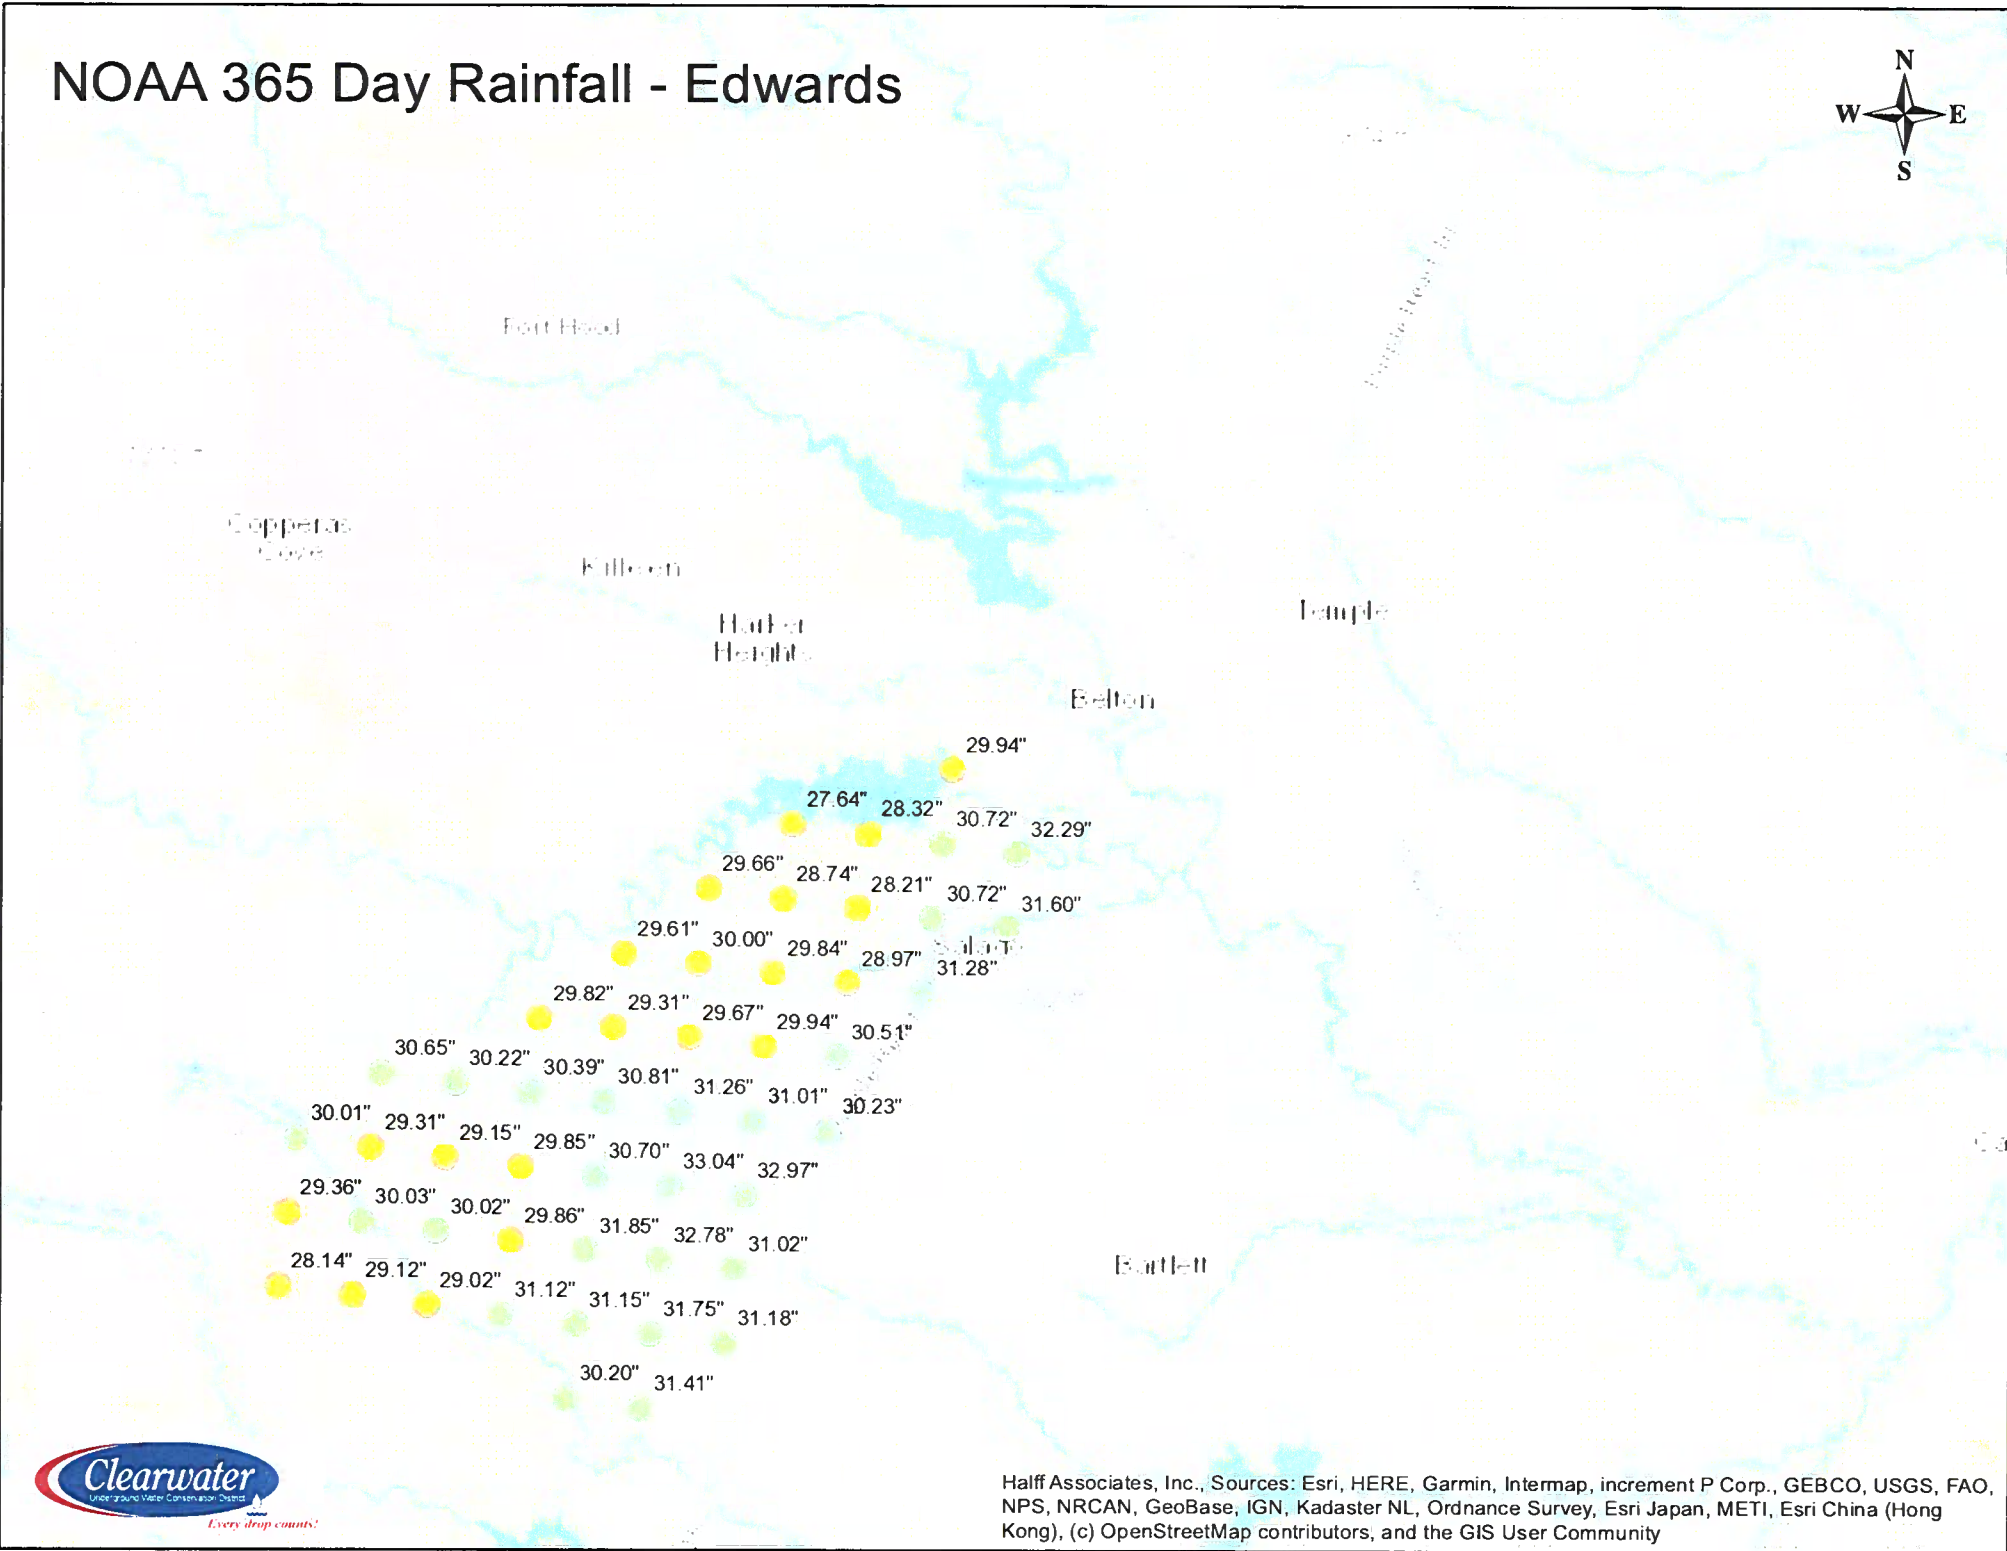 NOAA 365 Day Rainfall - Edwards
N
W E
S
Fort Hood
Copperas
Cove
Killeen
Harker
Heights
Temple
Belton
29.94"
27.64" 28.32" 30.72" 32.29"
29.66" 28.74" 28.21" 30.72" 31.60"
29.61" 30.00" 29.84" 28.97" 31.28"
Salado
29.82" 29.31" 29.67" 29.94" 30.51"
30.65" 30.22" 30.39" 30.81" 31.26" 31.01" 30.23"
30.01" 29.31" 29.15" 29.85" 30.70" 33.04" 32.97"
29.36" 30.03" 30.02" 29.86" 31.85" 32.78" 31.02"
28.14" 29.12" 29.02" 31.12" 31.15" 31.75" 31.18"
Bartlett
30.20" 31.41"
Clearwater
Underground Water Conservation District
Every drop counts!
Halff Associates, Inc., Sources: Esri, HERE, Garmin, Intermap, increment P Corp., GEBCO, USGS, FAO,
NPS, NRCAN, GeoBase, IGN, Kadaster NL, Ordnance Survey, Esri Japan, METI, Esri China (Hong
Kong), (c) OpenStreetMap contributors, and the GIS User Community